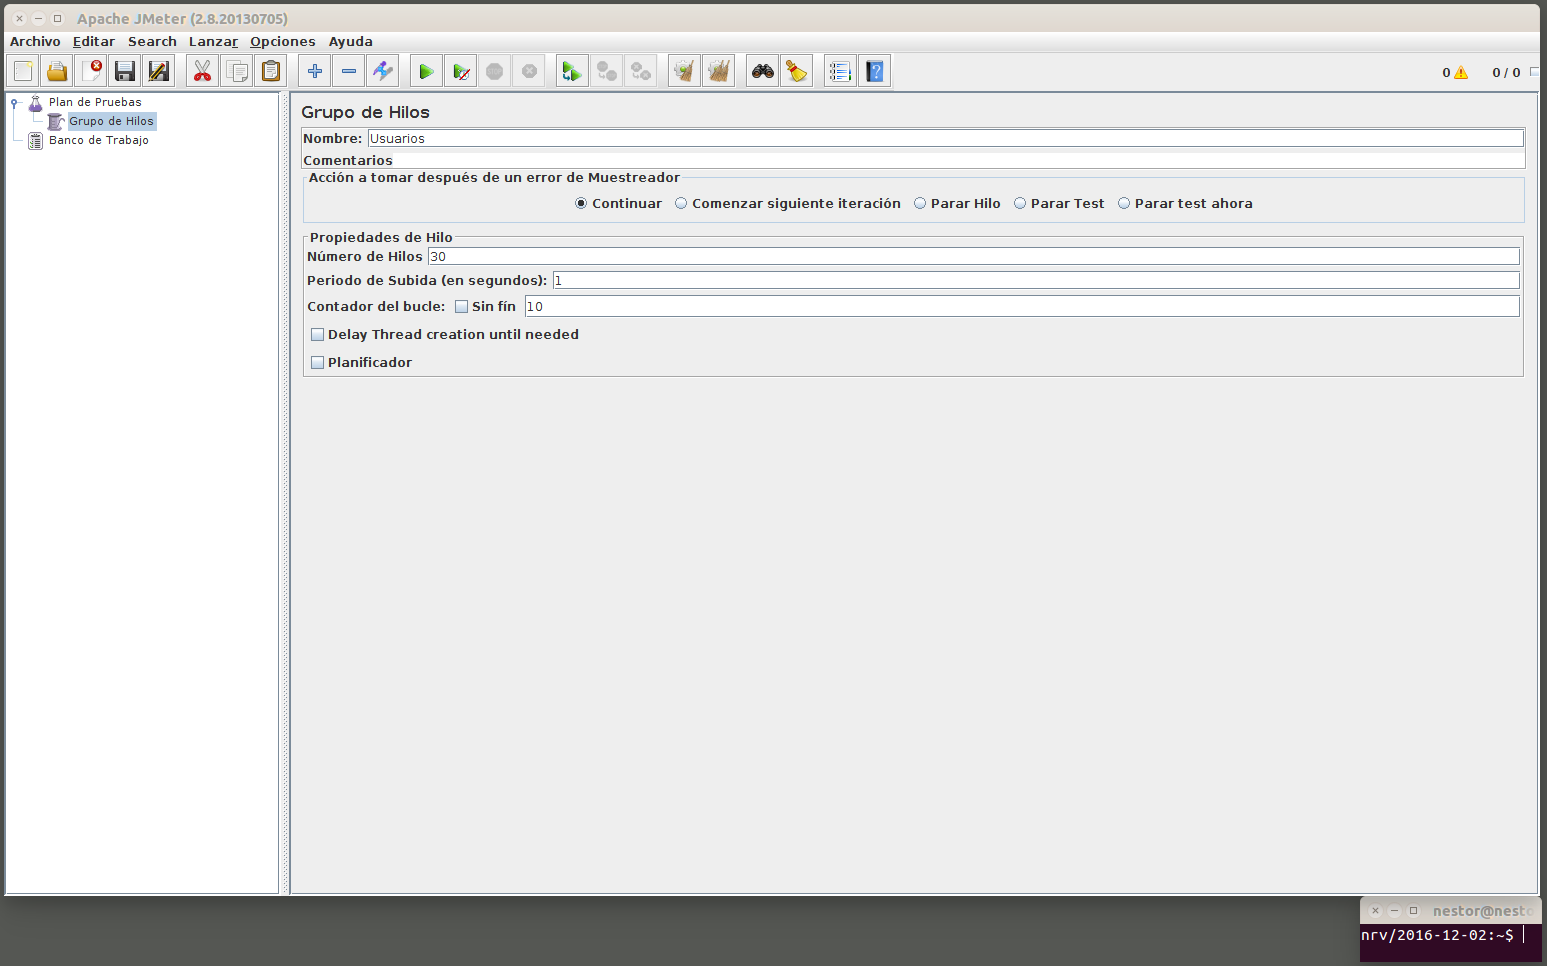 Apache JMeter (2.8.20130705)
Archivo Editar Search Lanzar Opciones Ayuda
0 0 / 0
Plan de Pruebas
Grupo de Hilos
Banco de Trabajo
Grupo de Hilos
Nombre: Usuarios
Comentarios
Acción a tomar después de un error de Muestreador
Continuar Comenzar siguiente iteración Parar Hilo Parar Test Parar test ahora
Propiedades de Hilo
Número de Hilos 30
Periodo de Subida (en segundos): 1
Contador del bucle: Sin fín 10
Delay Thread creation until needed
Planificador
nestor@nesto
nrv/2016-12-02:~$